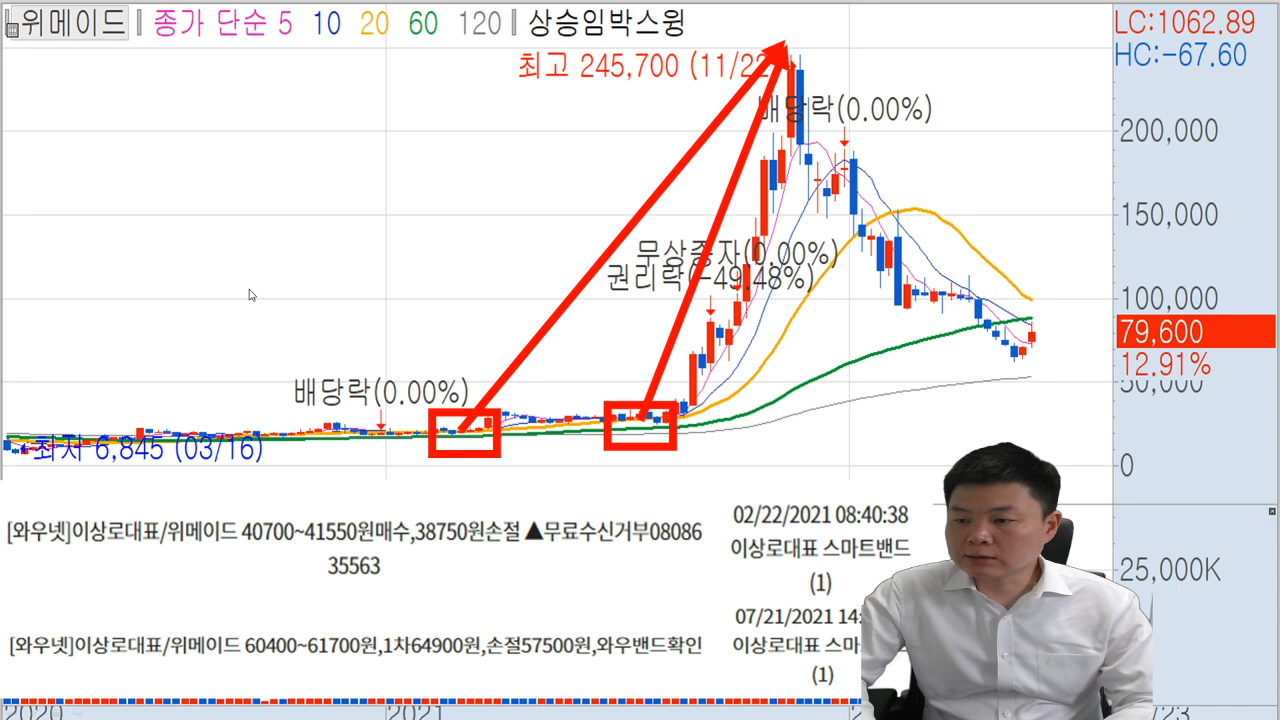 위메이드 종가 단순 5 10 20 60 120 상승임박스윙
LC:1062.89
HC:-67.60
최고 245,700 (11/22
배당락(0.00%)
200,000
150,000
무상증자(0.00%)
권리락(-49.48%)
100,000
79,600
12.91%
50,000
배당락(0.00%)
최저 6,845 (03/16)
0
[와우넷]이상로대표/위메이드 40700~41550원매수,38750원손절 ▲무료수신거부08086
35563
02/22/2021 08:40:38
이상로대표 스마트밴드
(1)
25,000K
[와우넷]이상로대표/위메이드 60400~61700원,1차64900원,손절57500원,와우밴드확인
07/21/2021 14:
이상로대표 스마
(1)
2020
2021
/23